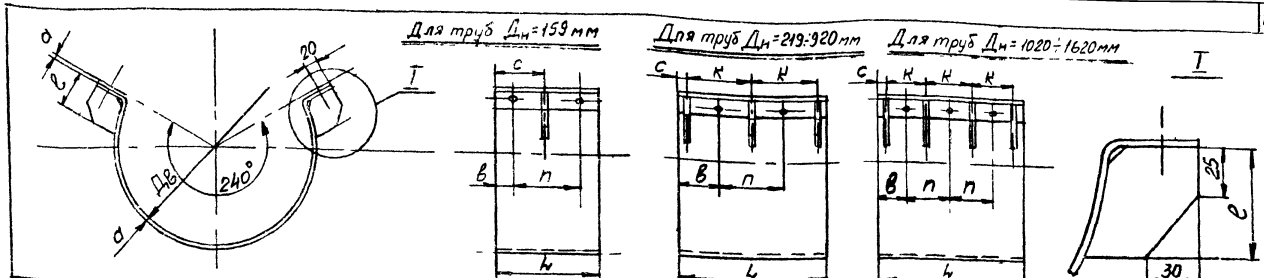 Для труб Дн=159 мм
Для труб Дн=219÷920 мм
Для труб Дн=1020÷1620 мм
d
20
I
e
240°
Дв
d
c
в
n
L
c
к
к
в
n
L
c
к
к
к
в
n
n
L
I
25
e
30